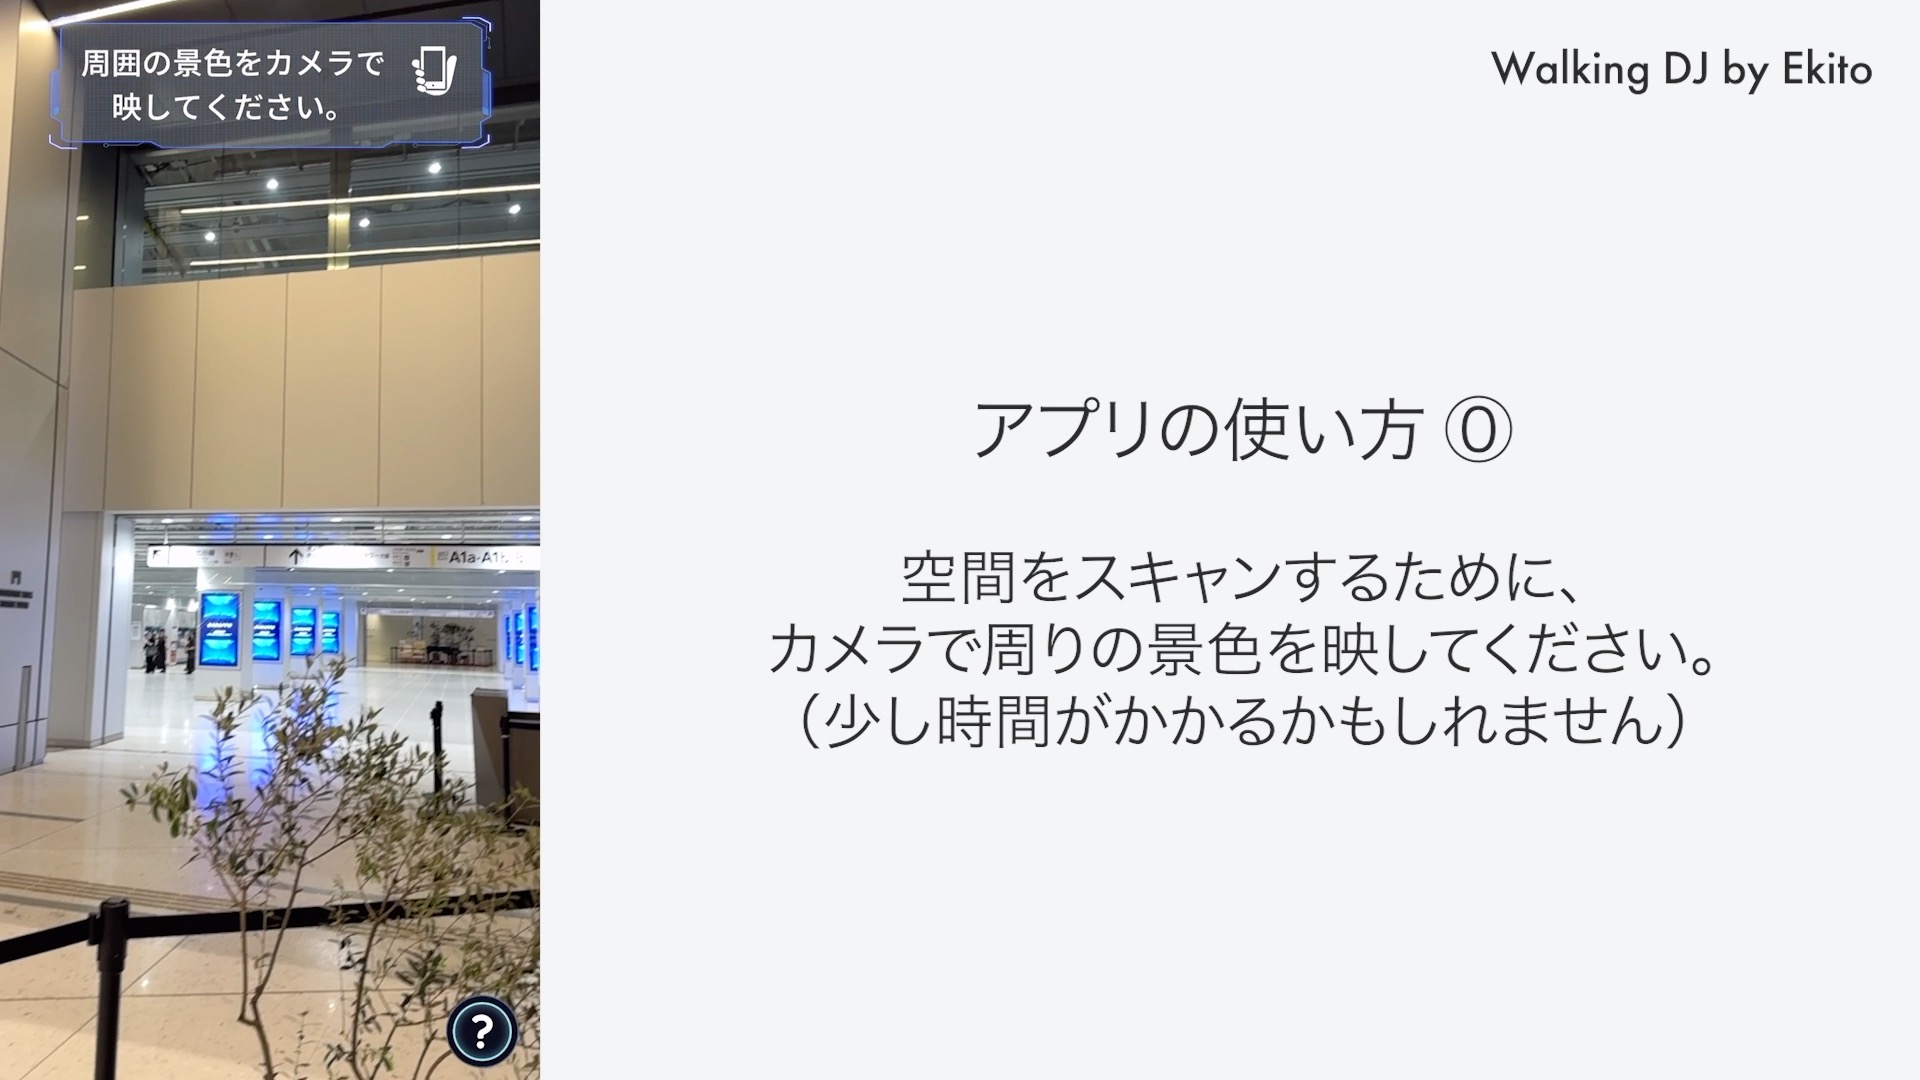 周囲の景色をカメラで
映してください。
A1a-A1b
?
Walking DJ by Ekito
アプリの使い方 ⓪
空間をスキャンするために、
カメラで周りの景色を映してください。
（少し時間がかかるかもしれません）